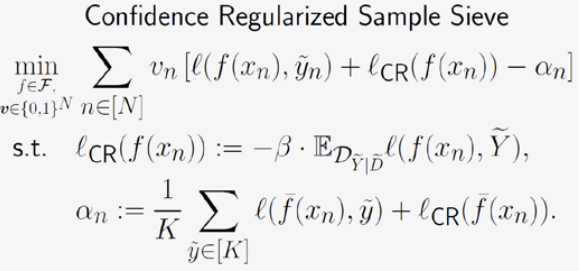 Confidence Regularized Sample Sieve
min_{f∈𝓕, v∈{0,1}^N} ∑_{n∈[N]} v_n [ℓ(f(x_n), ỹ_n) + ℓ_CR(f(x_n)) − α_n]
s.t. ℓ_CR(f(x_n)) := −β · 𝔼_{𝒟_{Ỹ|D̃}} ℓ(f(x_n), Ỹ),
α_n := 1/K ∑_{ỹ∈[K]} ℓ(f̄(x_n), ỹ) + ℓ_CR(f̄(x_n)).